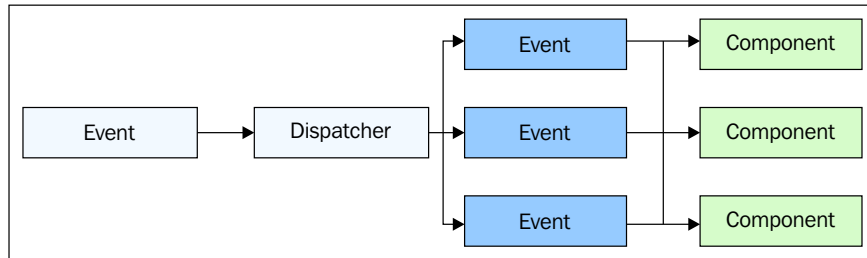 Event
Component
Event
Dispatcher
Event
Component
Event
Component